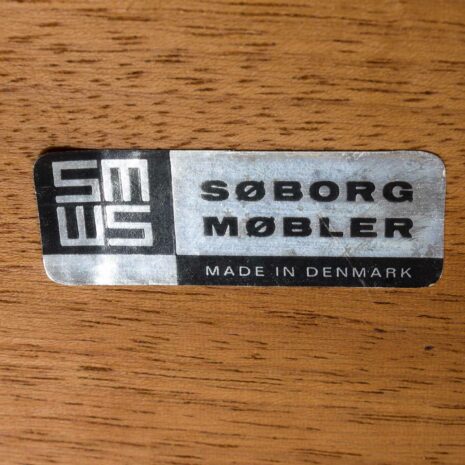 SM
WS
SØBORG
MØBLER
MADE IN DENMARK